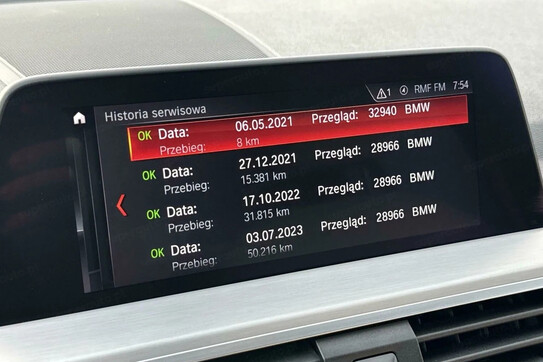 ⚠1 RMF FM 7:54
Historia serwisowa
OK Data: 06.05.2021 Przegląd: 32940 BMW
Przebieg: 8 km
OK Data: 27.12.2021 Przegląd: 28966 BMW
Przebieg: 15.381 km
OK Data: 17.10.2022 Przegląd: 28966 BMW
Przebieg: 31.815 km
OK Data: 03.07.2023 Przegląd: 28966 BMW
Przebieg: 50.216 km